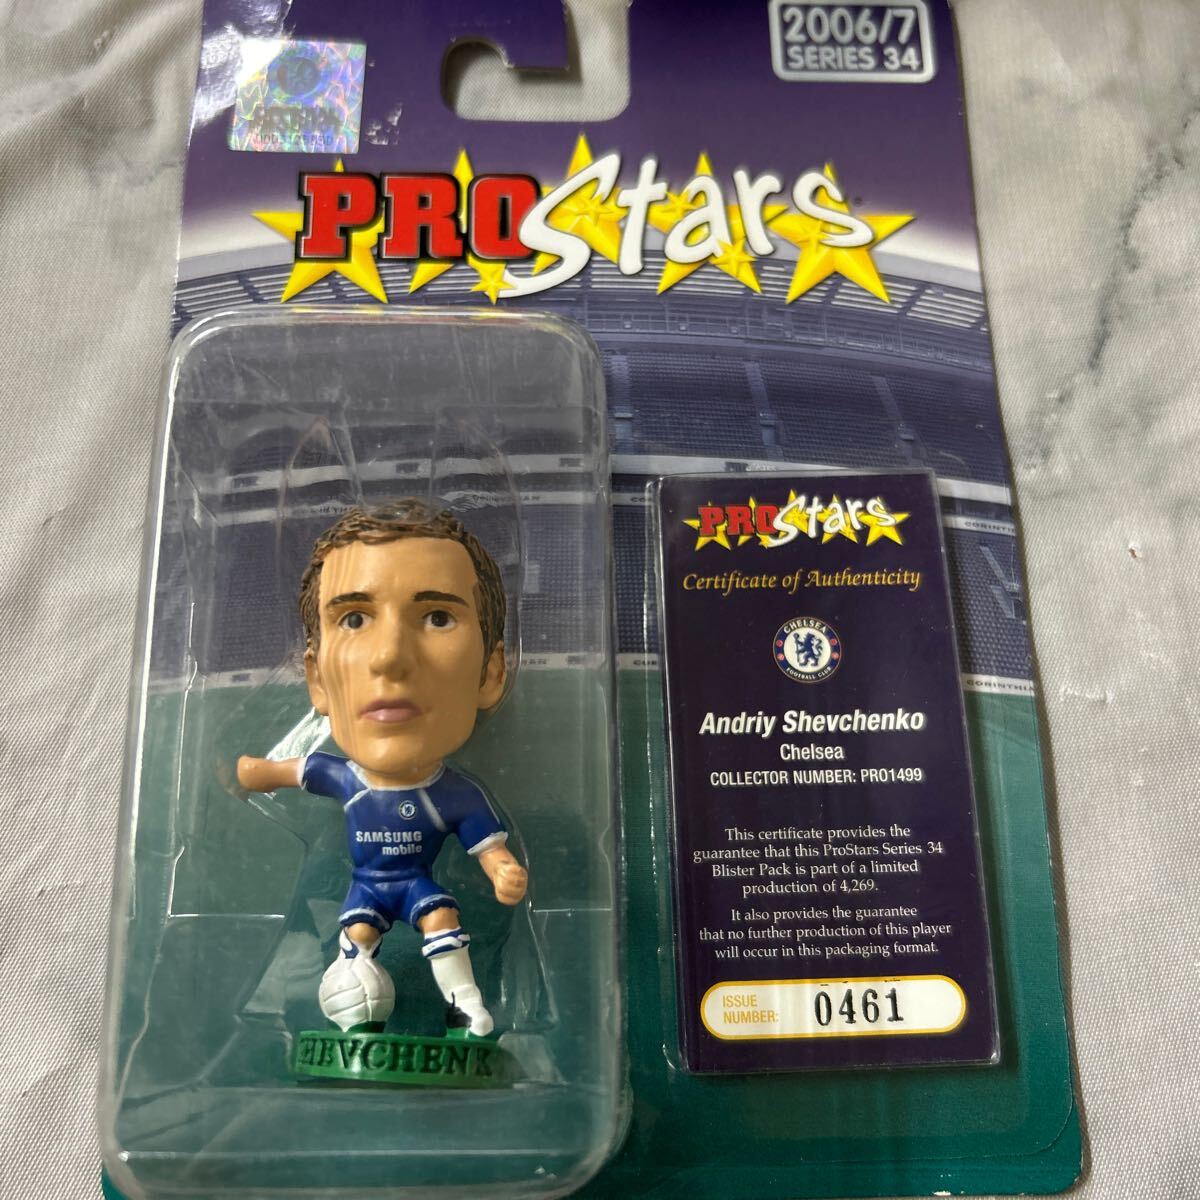 2006/7
SERIES 34
PROStars
PROStars
Certificate of Authenticity
CHELSEA
FOOTBALL CLUB
Andriy Shevchenko
Chelsea
COLLECTOR NUMBER: PRO1499
This certificate provides the
guarantee that this ProStars Series 34
Blister Pack is part of a limited
production of 4,269.
It also provides the guarantee
that no further production of this player
will occur in this packaging format.
ISSUE
NUMBER:
0461
SAMSUNG
mobile
HEVCHENK
CORINTHIAN